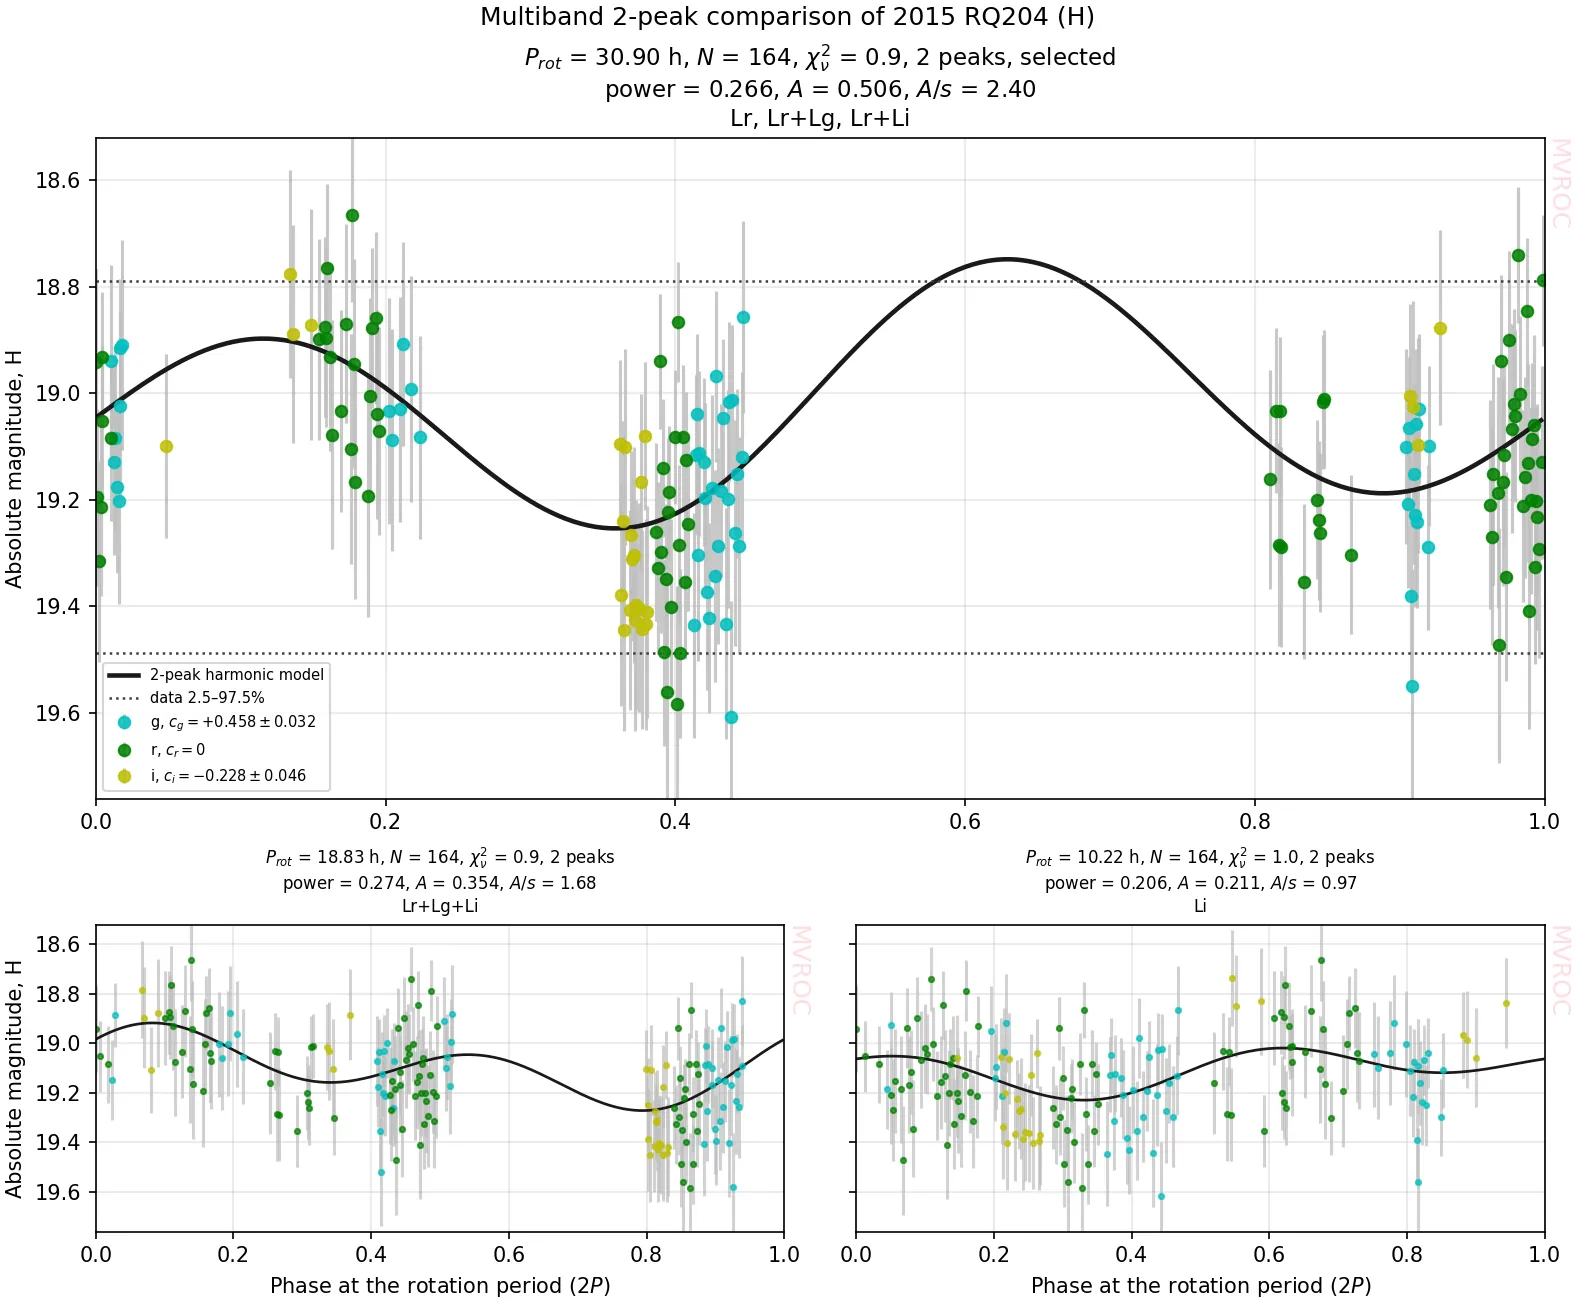 Multiband 2-peak comparison of 2015 RQ204 (H)
P_rot = 30.90 h, N = 164, χ²_ν = 0.9, 2 peaks, selected
power = 0.266, A = 0.506, A/s = 2.40
Lr, Lr+Lg, Lr+Li
MVROC
Absolute magnitude, H
18.6
18.8
19.0
19.2
19.4
19.6
2-peak harmonic model
data 2.5–97.5%
g, c_g = +0.458 ± 0.032
r, c_r = 0
i, c_i = −0.228 ± 0.046
0.0 0.2 0.4 0.6 0.8 1.0
P_rot = 18.83 h, N = 164, χ²_ν = 0.9, 2 peaks
power = 0.274, A = 0.354, A/s = 1.68
Lr+Lg+Li
MVROC
Absolute magnitude, H
18.6
18.8
19.0
19.2
19.4
19.6
0.0 0.2 0.4 0.6 0.8 1.0
Phase at the rotation period (2P)
P_rot = 10.22 h, N = 164, χ²_ν = 1.0, 2 peaks
power = 0.206, A = 0.211, A/s = 0.97
Li
MVROC
0.0 0.2 0.4 0.6 0.8 1.0
Phase at the rotation period (2P)